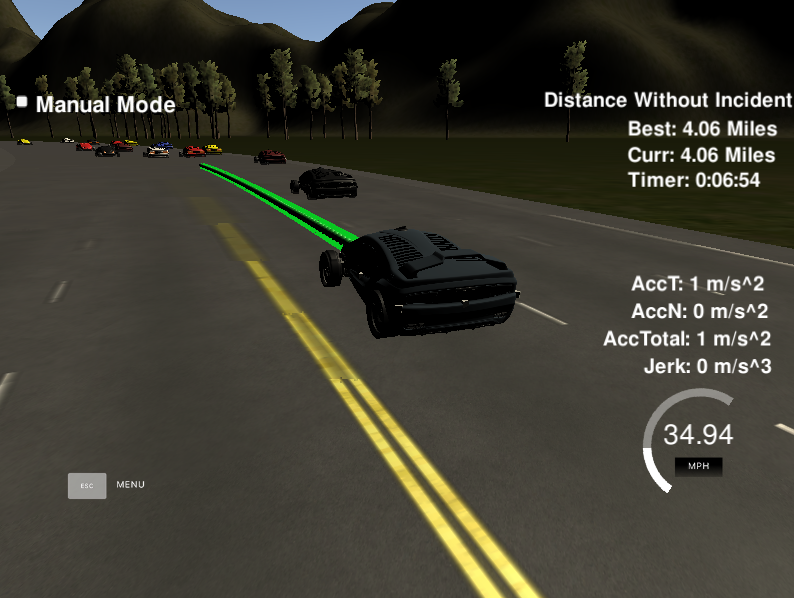 Manual Mode
Distance Without Incident
Best: 4.06 Miles
Curr: 4.06 Miles
Timer: 0:06:54
AccT: 1 m/s^2
AccN: 0 m/s^2
AccTotal: 1 m/s^2
Jerk: 0 m/s^3
34.94
MPH
ESC MENU